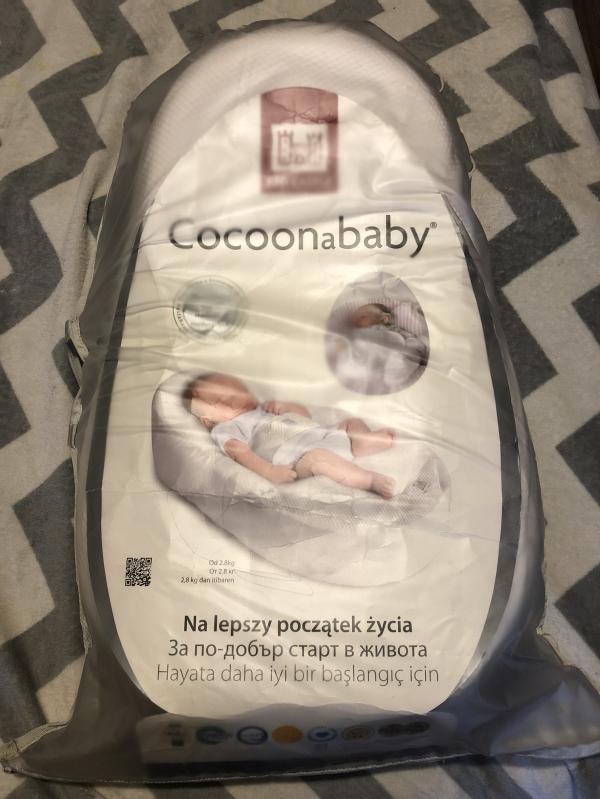 Cocoonababy®
Od 2.8kg
От 2.8 кг
2,8 kg dan itibaren
Na lepszy początek życia
За по-добър старт в живота
Hayata daha iyi bir başlangıç için